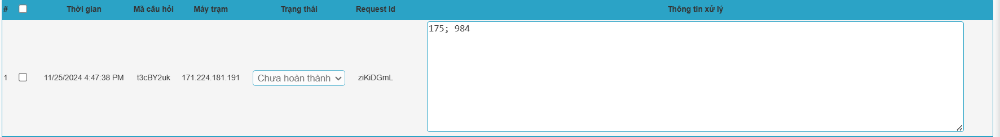 # Thời gian Mã câu hỏi Máy trạm Trạng thái Request Id Thông tin xử lý
175; 984
1 11/25/2024 4:47:38 PM t3cBY2uk 171.224.181.191 Chưa hoàn thành ziKiDGmL